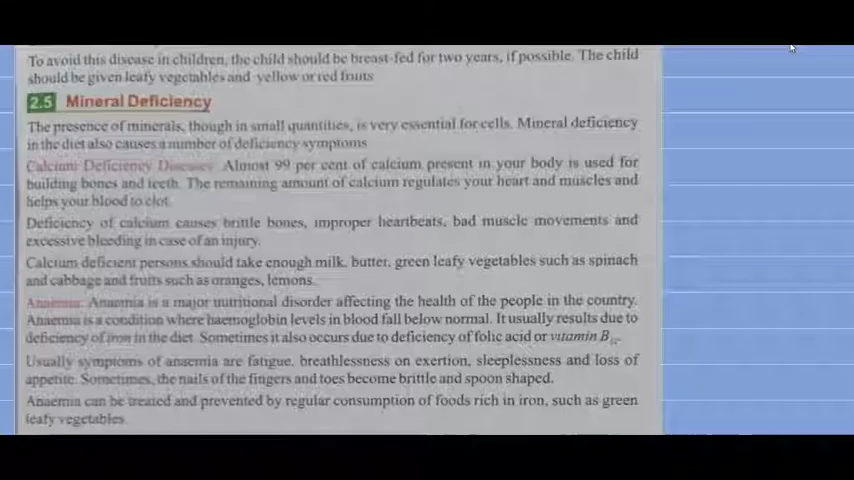 To avoid this disease in children, the child should be breast-fed for two years, if possible. The child
should be given leafy vegetables and yellow or red fruits
2.5 Mineral Deficiency
The presence of minerals, though in small quantities, is very essential for cells. Mineral deficiency
in the diet also causes a number of deficiency symptoms
Calcium Deficiency Diseases: Almost 99 per cent of calcium present in your body is used for
building bones and teeth. The remaining amount of calcium regulates your heart and muscles and
helps your blood to clot.
Deficiency of calcium causes brittle bones, improper heartbeats, bad muscle movements and
excessive bleeding in case of an injury.
Calcium deficient persons should take enough milk, butter, green leafy vegetables such as spinach
and cabbage and fruits such as oranges, lemons.
Anaemia: Anaemia is a major nutritional disorder affecting the health of the people in the country.
Anaemia is a condition where haemoglobin levels in blood fall below normal. It usually results due to
deficiency of iron in the diet. Sometimes it also occurs due to deficiency of folic acid or vitamin B12.
Usually symptoms of anaemia are fatigue, breathlessness on exertion, sleeplessness and loss of
appetite. Sometimes, the nails of the fingers and toes become brittle and spoon shaped.
Anaemia can be treated and prevented by regular consumption of foods rich in iron, such as green
leafy vegetables.